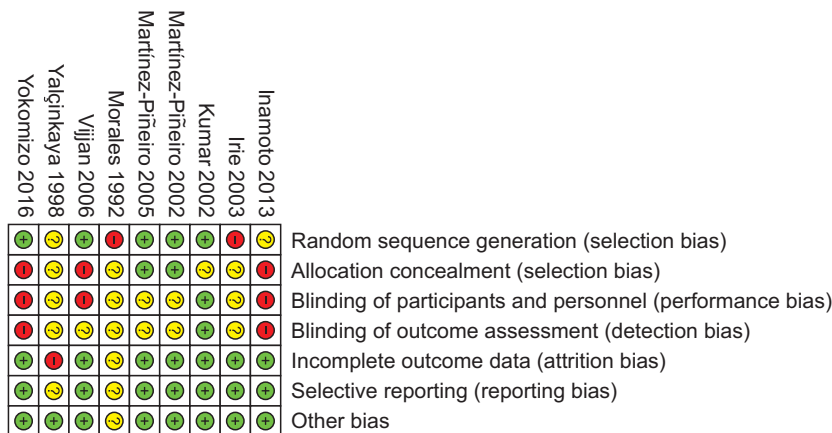 Yokomizo 2016
Yalçinkaya 1998
Vijjan 2006
Morales 1992
Martínez-Piñeiro 2005
Martínez-Piñeiro 2002
Kumar 2002
Irie 2003
Inamoto 2013
+ ? + – + + + – ? Random sequence generation (selection bias)
– ? – ? + + ? ? – Allocation concealment (selection bias)
– ? – ? ? ? + ? – Blinding of participants and personnel (performance bias)
– ? ? ? ? ? + ? – Blinding of outcome assessment (detection bias)
+ – + ? + + + + + Incomplete outcome data (attrition bias)
+ ? + ? + + + + + Selective reporting (reporting bias)
+ + + ? + + + + + Other bias